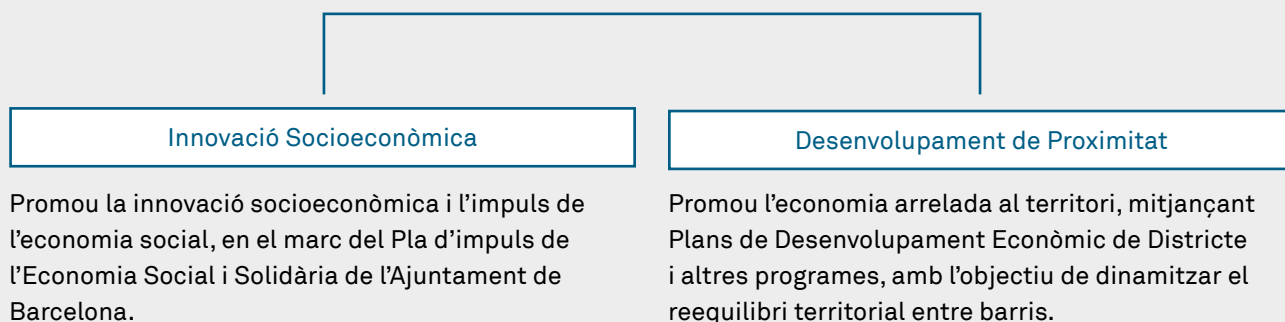 Innovació Socioeconòmica
Promou la innovació socioeconòmica i l’impuls de
l’economia social, en el marc del Pla d’impuls de
l’Economia Social i Solidària de l’Ajuntament de
Barcelona.
Desenvolupament de Proximitat
Promou l’economia arrelada al territori, mitjançant
Plans de Desenvolupament Econòmic de Districte
i altres programes, amb l’objectiu de dinamitzar el
reequilibri territorial entre barris.